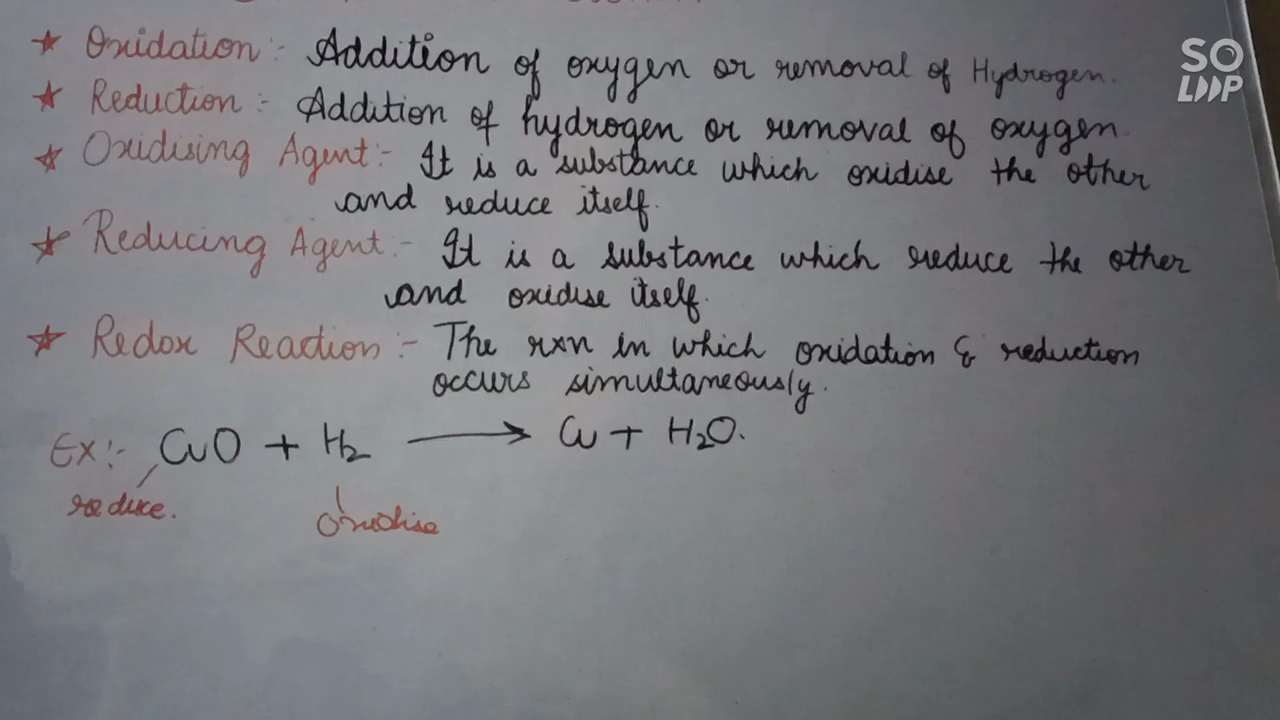 * Oxidation :- Addition of oxygen or removal of Hydrogen.
* Reduction :- Addition of hydrogen or removal of oxygen
* Oxidising Agent :- It is a substance which oxidise the other
and reduce itself.
* Reducing Agent :- It is a substance which reduce the other
and oxidise itself.
* Redox Reaction :- The rxn in which oxidation & reduction
occurs simultaneously.
Ex:- CuO + H₂ → Cu + H₂O.
reduce. oxidise
SO
LOOP